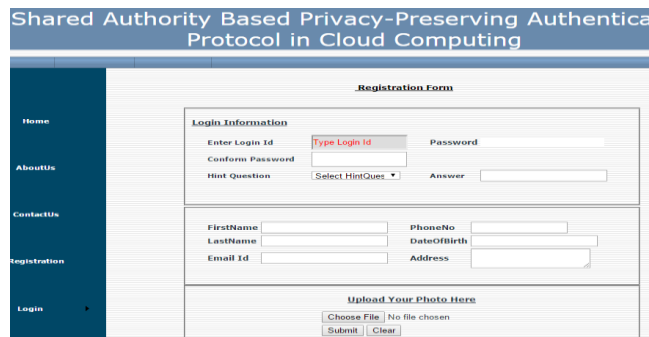 Shared Authority Based Privacy-Preserving Authentica
Protocol in Cloud Computing
Registration Form
Home
Login Information
Enter Login Id Type Login Id Password
Conform Password
AboutUs
Hint Question Select HintQues Answer
ContactUs
FirstName PhoneNo
LastName DateOfBirth
Email Id Address
Registration
Upload Your Photo Here
Login
Choose File No file chosen
Submit Clear